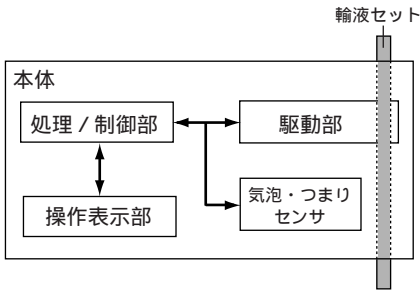 輸液セット
本体
処理 / 制御部
駆動部
気泡・つまり
センサ
操作表示部